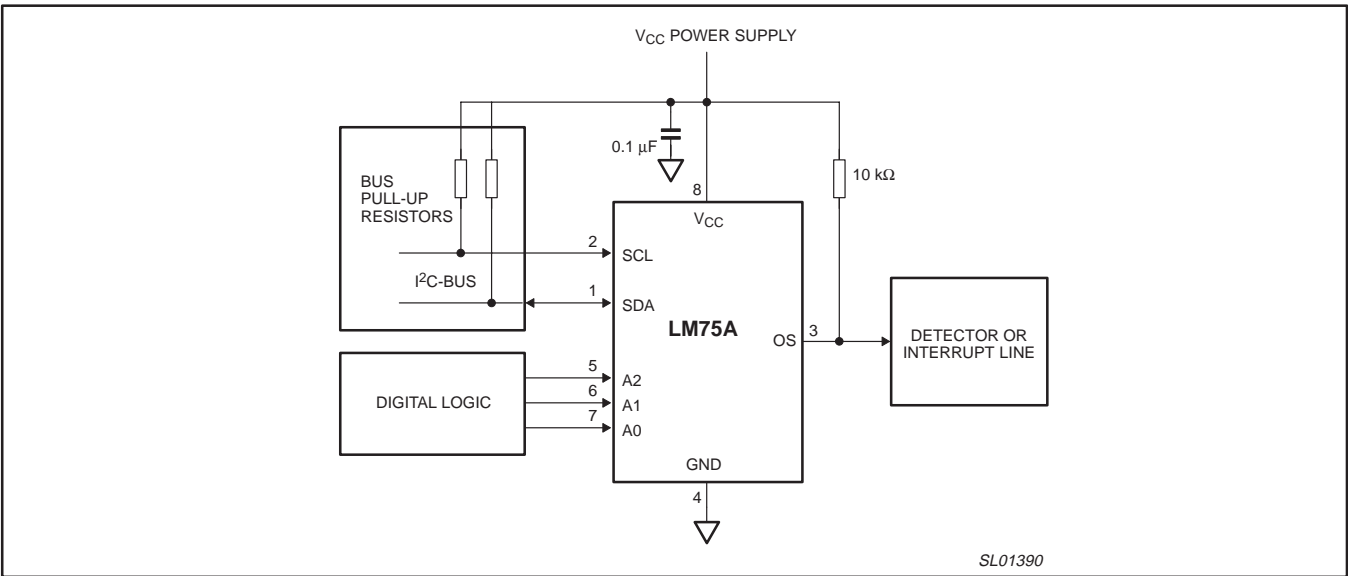 VCC POWER SUPPLY
0.1 μF
10 kΩ
BUS
PULL-UP
RESISTORS
8
VCC
2
SCL
I2C-BUS
1
SDA
LM75A
OS
3
DETECTOR OR
INTERRUPT LINE
DIGITAL LOGIC
5
A2
6
A1
7
A0
GND
4
SL01390